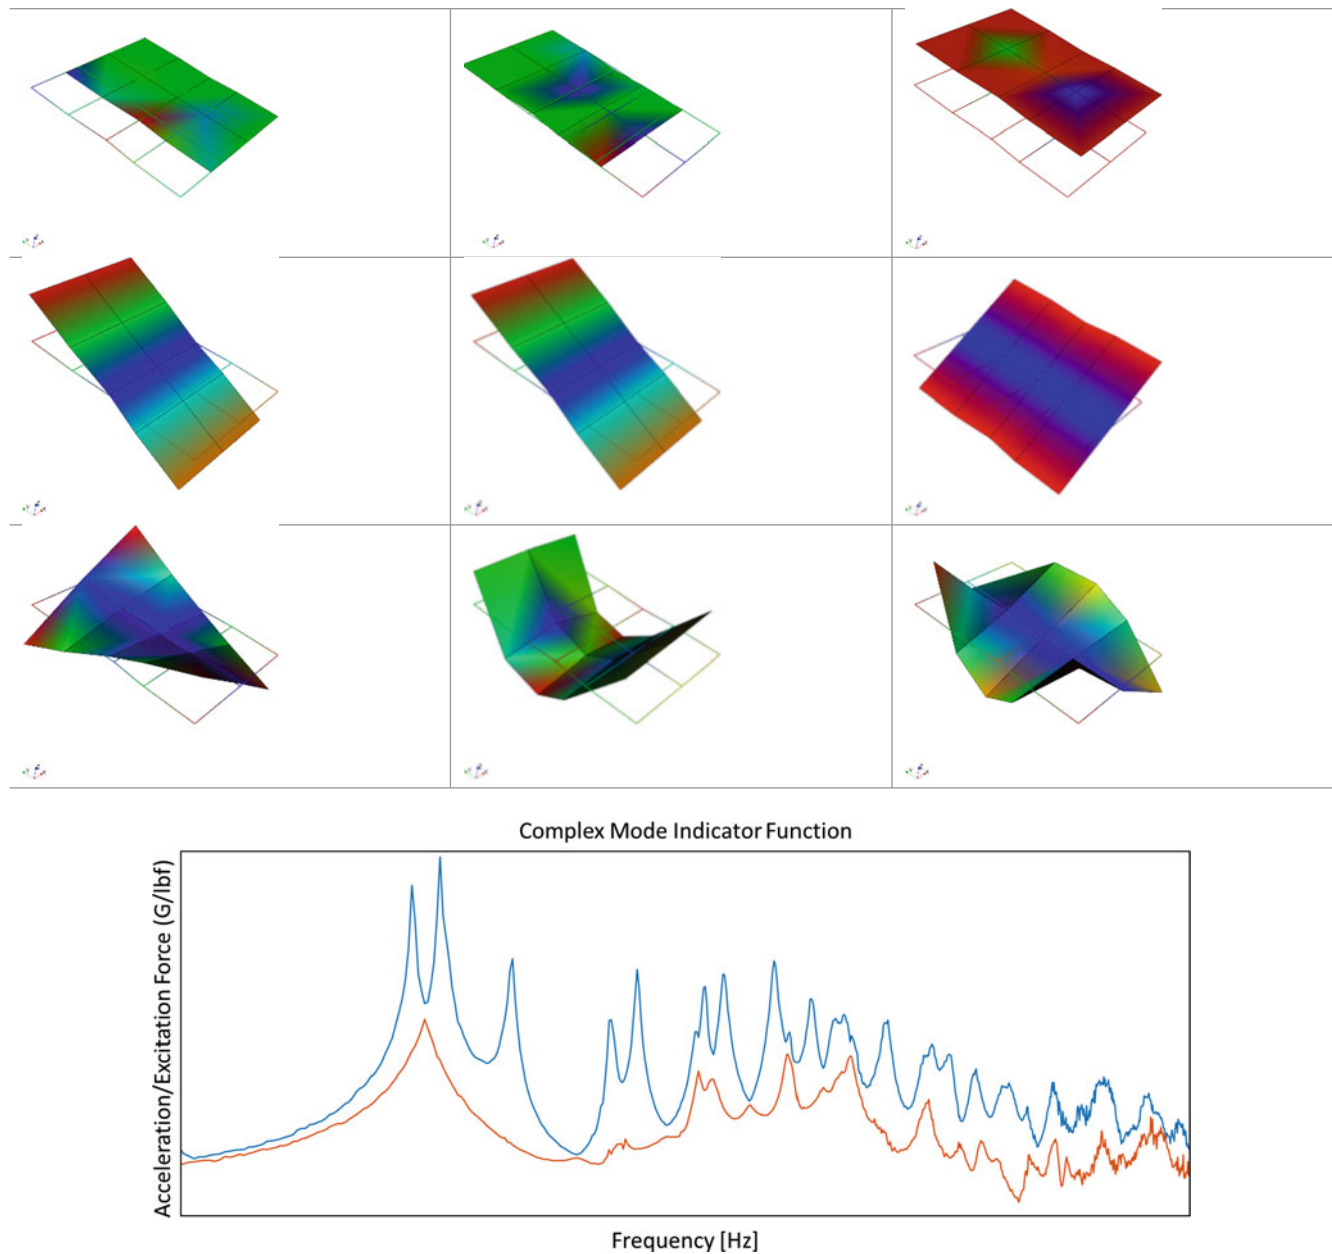 Complex Mode Indicator Function
Acceleration/Excitation Force (G/lbf)
Frequency [Hz]